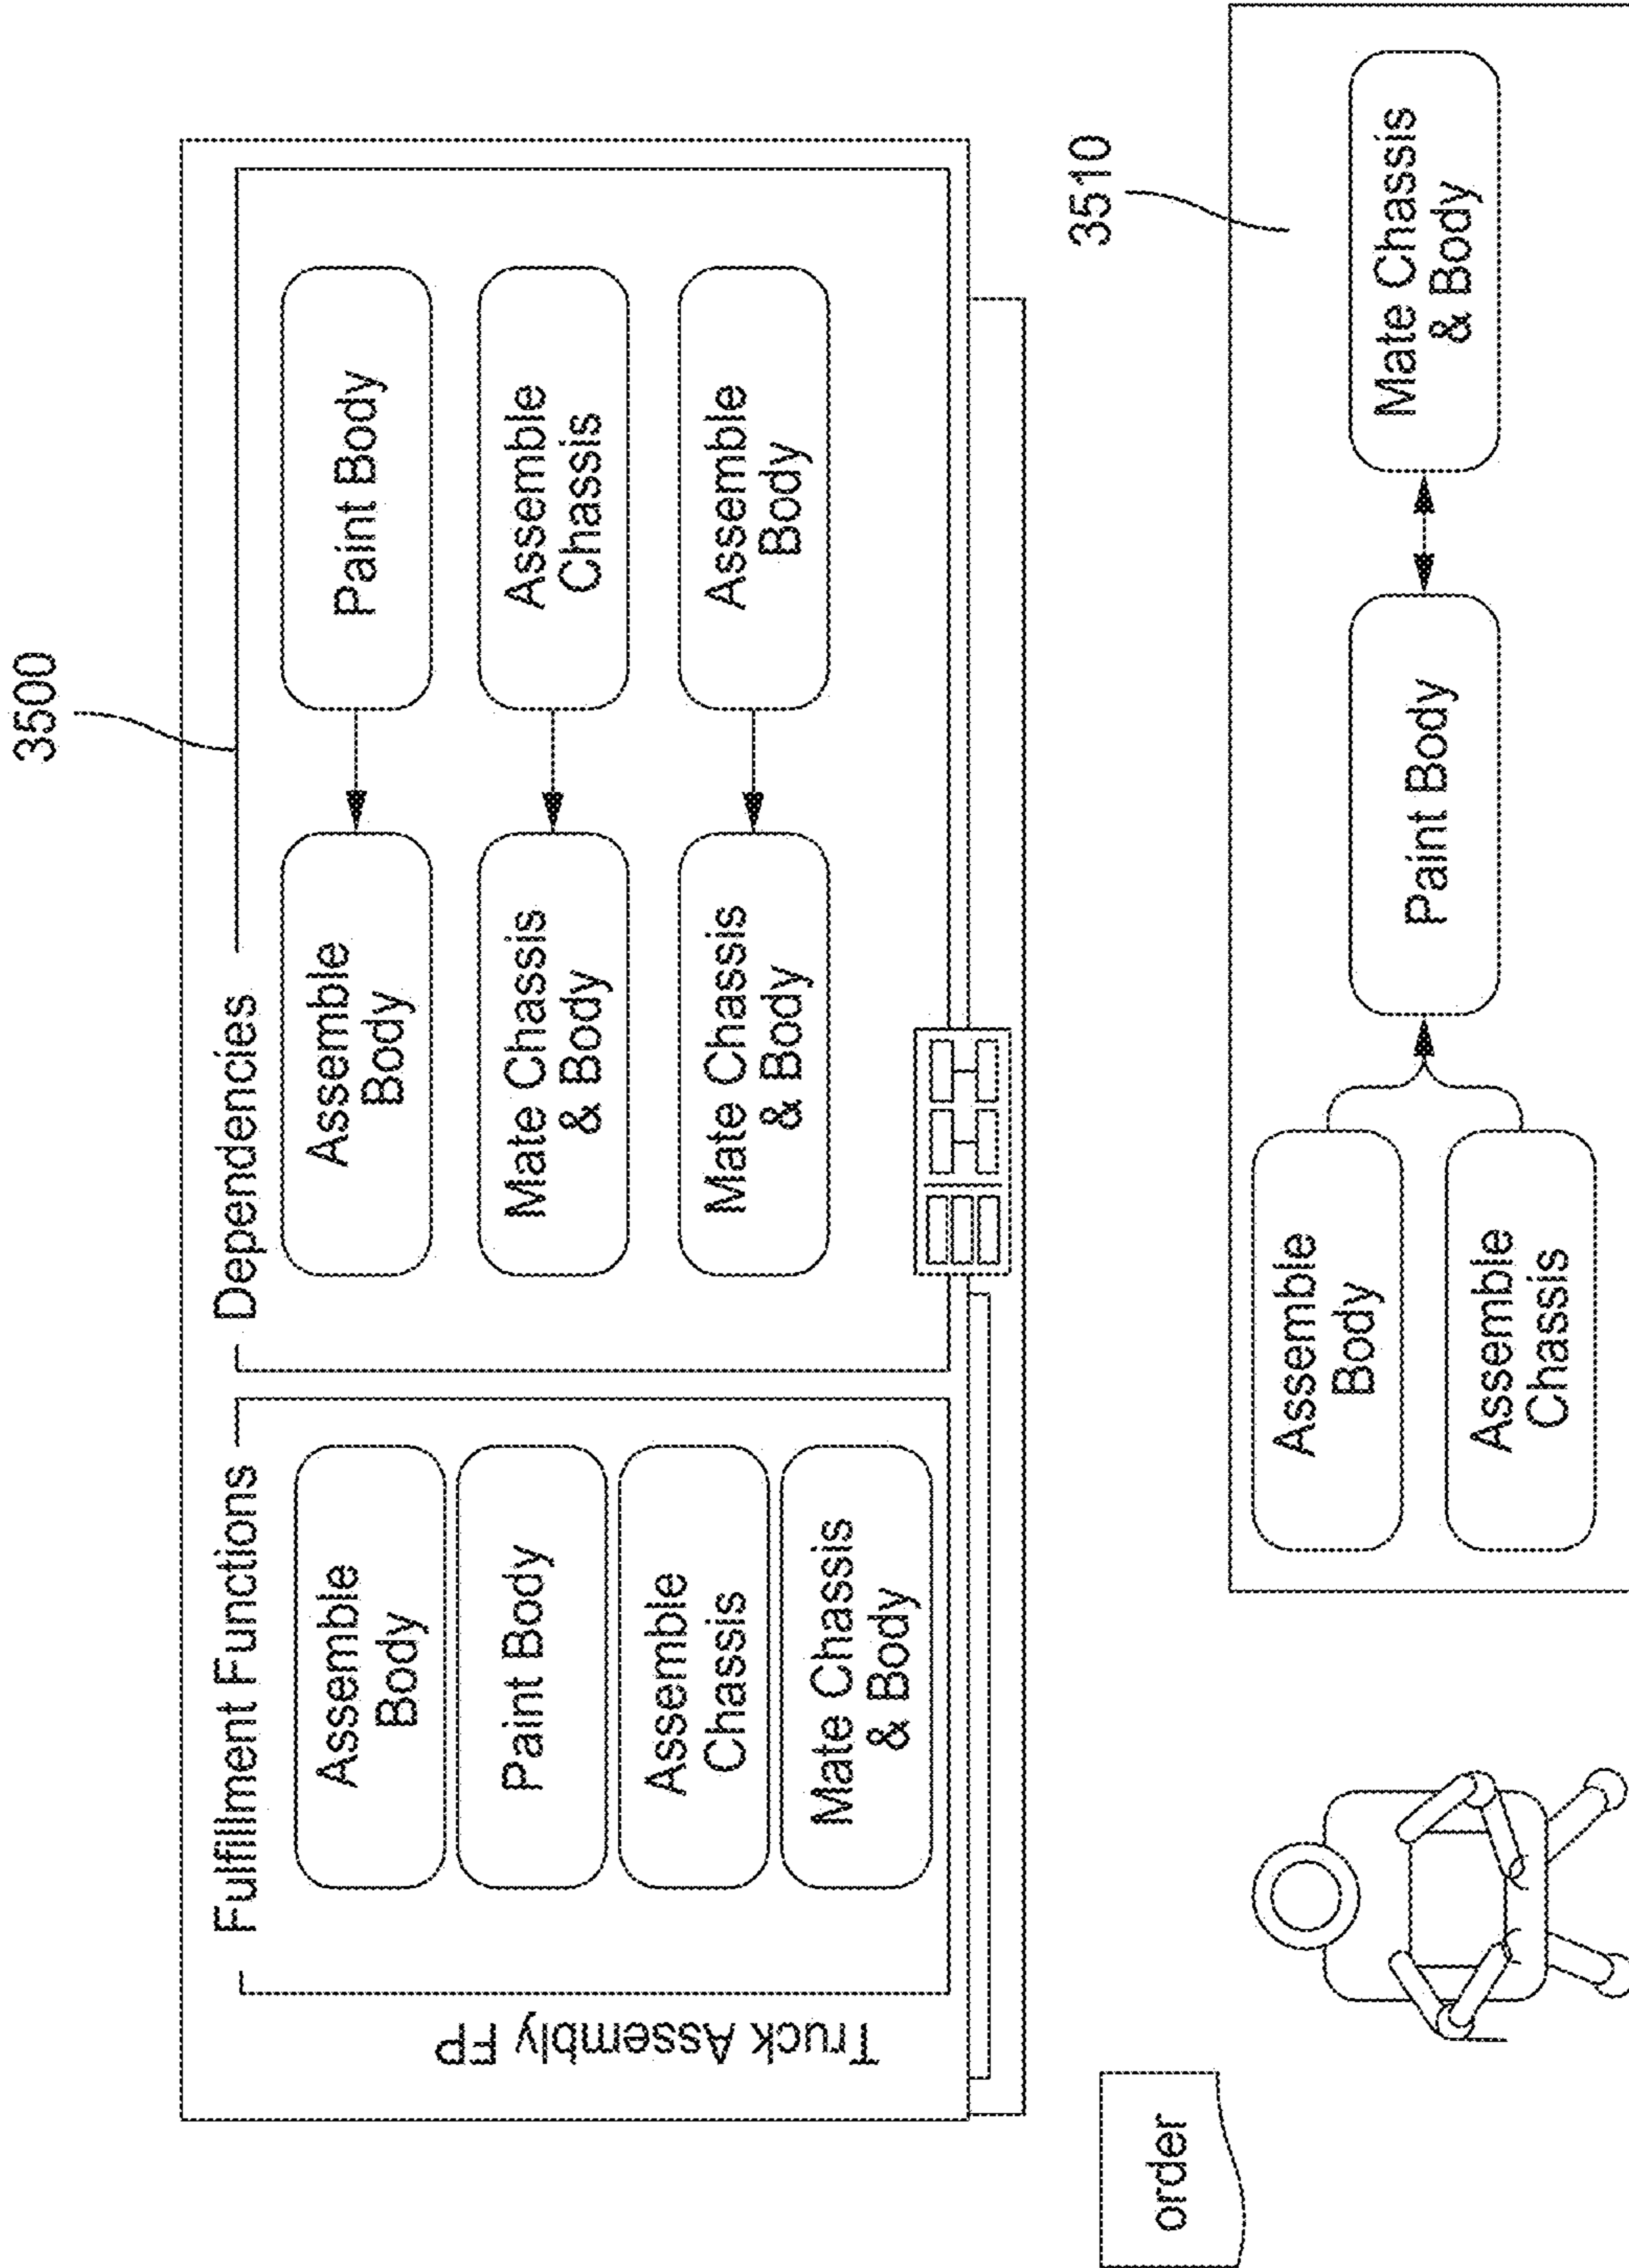 3500
Truck Assembly FP
Fulfillment Functions
Assemble
Body
Paint Body
Assemble
Chassis
Mate Chassis
& Body
Dependencies
Assemble
Body
Paint Body
Mate Chassis
& Body
Assemble
Chassis
Mate Chassis
& Body
Assemble
Body
3510
order
Assemble
Body
Assemble
Chassis
Paint Body
Mate Chassis
& Body